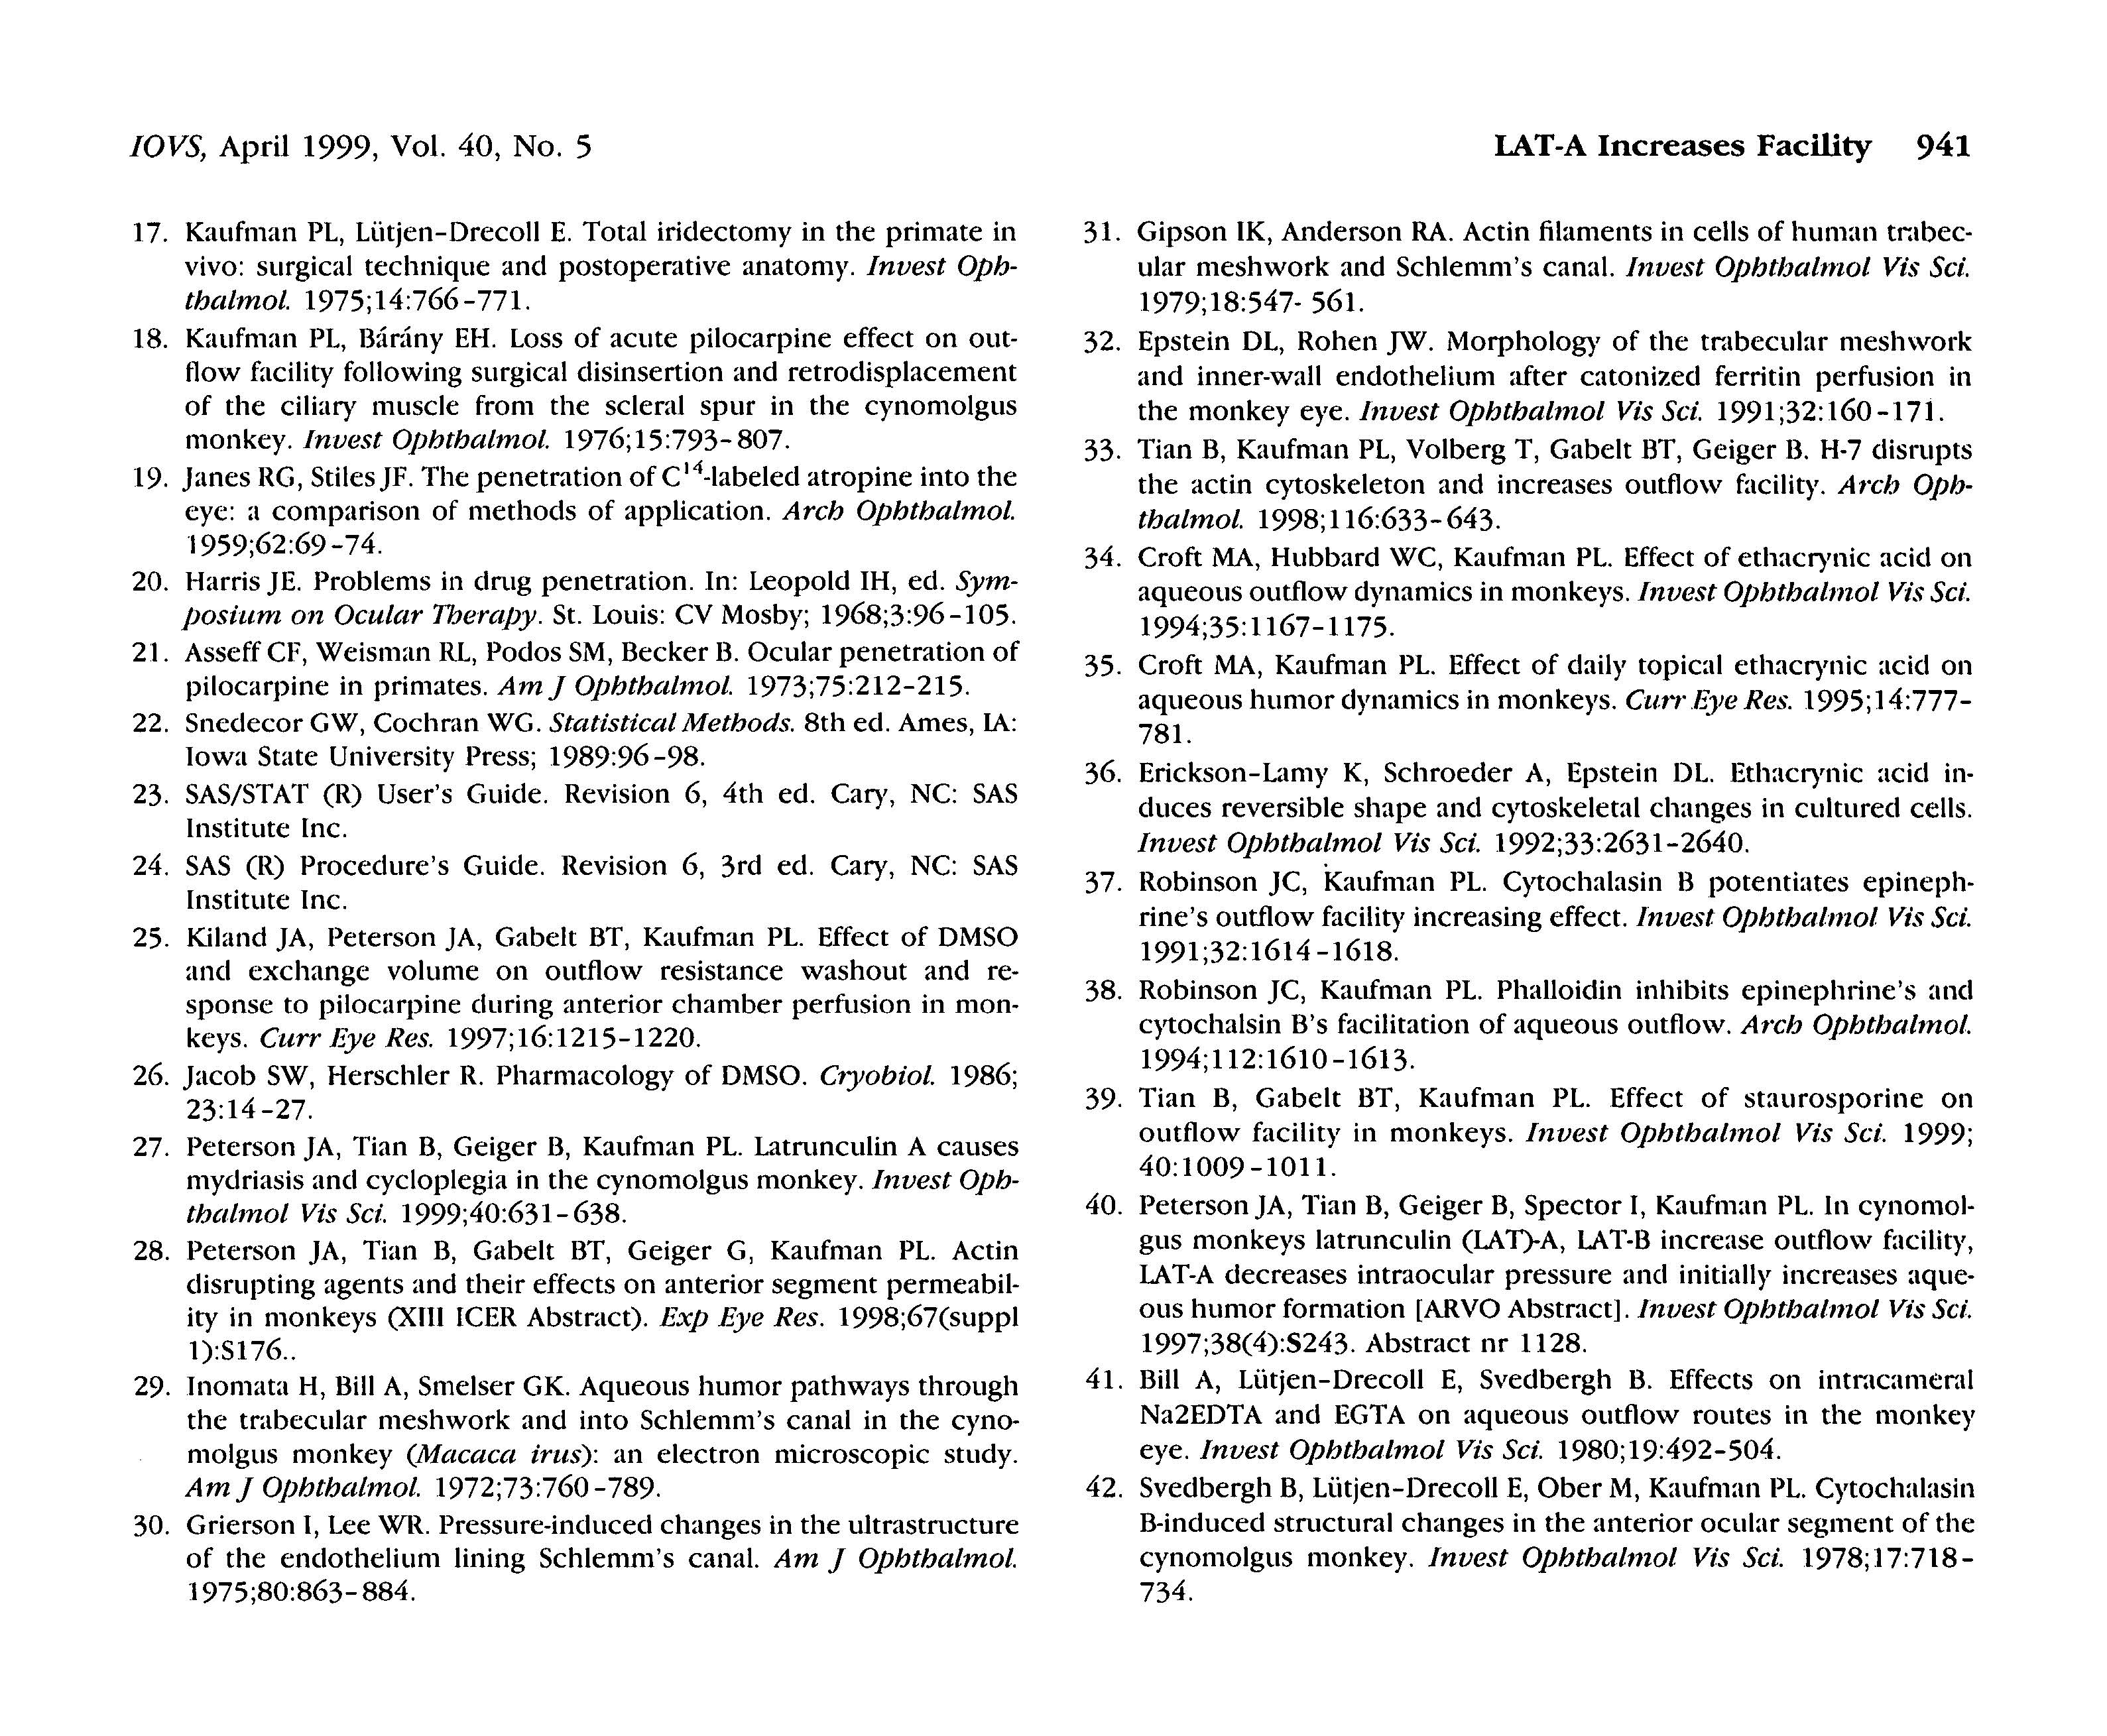 IOVS, April 1999, Vol. 40, No. 5
LAT-A Increases Facility 941
17. Kaufman PL, Lütjen-Drecoll E. Total iridectomy in the primate in
vivo: surgical technique and postoperative anatomy. Invest Oph-
thalmol. 1975;14:766-771.
18. Kaufman PL, Bárány EH. Loss of acute pilocarpine effect on out-
flow facility following surgical disinsertion and retrodisplacement
of the ciliary muscle from the scleral spur in the cynomolgus
monkey. Invest Ophthalmol. 1976;15:793-807.
19. Janes RG, Stiles JF. The penetration of C¹⁴-labeled atropine into the
eye: a comparison of methods of application. Arch Ophthalmol.
1959;62:69-74.
20. Harris JE. Problems in drug penetration. In: Leopold IH, ed. Sym-
posium on Ocular Therapy. St. Louis: CV Mosby; 1968;3:96-105.
21. Asseff CF, Weisman RL, Podos SM, Becker B. Ocular penetration of
pilocarpine in primates. Am J Ophthalmol. 1973;75:212-215.
22. Snedecor GW, Cochran WG. Statistical Methods. 8th ed. Ames, IA:
Iowa State University Press; 1989:96-98.
23. SAS/STAT (R) User's Guide. Revision 6, 4th ed. Cary, NC: SAS
Institute Inc.
24. SAS (R) Procedure's Guide. Revision 6, 3rd ed. Cary, NC: SAS
Institute Inc.
25. Kiland JA, Peterson JA, Gabelt BT, Kaufman PL. Effect of DMSO
and exchange volume on outflow resistance washout and re-
sponse to pilocarpine during anterior chamber perfusion in mon-
keys. Curr Eye Res. 1997;16:1215-1220.
26. Jacob SW, Herschler R. Pharmacology of DMSO. Cryobiol. 1986;
23:14-27.
27. Peterson JA, Tian B, Geiger B, Kaufman PL. Latrunculin A causes
mydriasis and cycloplegia in the cynomolgus monkey. Invest Oph-
thalmol Vis Sci. 1999;40:631-638.
28. Peterson JA, Tian B, Gabelt BT, Geiger G, Kaufman PL. Actin
disrupting agents and their effects on anterior segment permeabil-
ity in monkeys (XIII ICER Abstract). Exp Eye Res. 1998;67(suppl
1):S176..
29. Inomata H, Bill A, Smelser GK. Aqueous humor pathways through
the trabecular meshwork and into Schlemm's canal in the cyno-
molgus monkey (Macaca irus): an electron microscopic study.
Am J Ophthalmol. 1972;73:760-789.
30. Grierson I, Lee WR. Pressure-induced changes in the ultrastructure
of the endothelium lining Schlemm's canal. Am J Ophthalmol.
1975;80:863-884.
31. Gipson IK, Anderson RA. Actin filaments in cells of human trabec-
ular meshwork and Schlemm's canal. Invest Ophthalmol Vis Sci.
1979;18:547- 561.
32. Epstein DL, Rohen JW. Morphology of the trabecular meshwork
and inner-wall endothelium after catonized ferritin perfusion in
the monkey eye. Invest Ophthalmol Vis Sci. 1991;32:160-171.
33. Tian B, Kaufman PL, Volberg T, Gabelt BT, Geiger B. H-7 disrupts
the actin cytoskeleton and increases outflow facility. Arch Oph-
thalmol. 1998;116:633-643.
34. Croft MA, Hubbard WC, Kaufman PL. Effect of ethacrynic acid on
aqueous outflow dynamics in monkeys. Invest Ophthalmol Vis Sci.
1994;35:1167-1175.
35. Croft MA, Kaufman PL. Effect of daily topical ethacrynic acid on
aqueous humor dynamics in monkeys. Curr Eye Res. 1995;14:777-
781.
36. Erickson-Lamy K, Schroeder A, Epstein DL. Ethacrynic acid in-
duces reversible shape and cytoskeletal changes in cultured cells.
Invest Ophthalmol Vis Sci. 1992;33:2631-2640.
37. Robinson JC, Kaufman PL. Cytochalasin B potentiates epineph-
rine's outflow facility increasing effect. Invest Ophthalmol Vis Sci.
1991;32:1614-1618.
38. Robinson JC, Kaufman PL. Phalloidin inhibits epinephrine's and
cytochalsin B's facilitation of aqueous outflow. Arch Ophthalmol.
1994;112:1610-1613.
39. Tian B, Gabelt BT, Kaufman PL. Effect of staurosporine on
outflow facility in monkeys. Invest Ophthalmol Vis Sci. 1999;
40:1009-1011.
40. Peterson JA, Tian B, Geiger B, Spector I, Kaufman PL. In cynomol-
gus monkeys latrunculin (LAT)-A, LAT-B increase outflow facility,
LAT-A decreases intraocular pressure and initially increases aque-
ous humor formation [ARVO Abstract]. Invest Ophthalmol Vis Sci.
1997;38(4):S243. Abstract nr 1128.
41. Bill A, Lütjen-Drecoll E, Svedbergh B. Effects on intracameral
Na2EDTA and EGTA on aqueous outflow routes in the monkey
eye. Invest Ophthalmol Vis Sci. 1980;19:492-504.
42. Svedbergh B, Lütjen-Drecoll E, Ober M, Kaufman PL. Cytochalasin
B-induced structural changes in the anterior ocular segment of the
cynomolgus monkey. Invest Ophthalmol Vis Sci. 1978;17:718-
734.